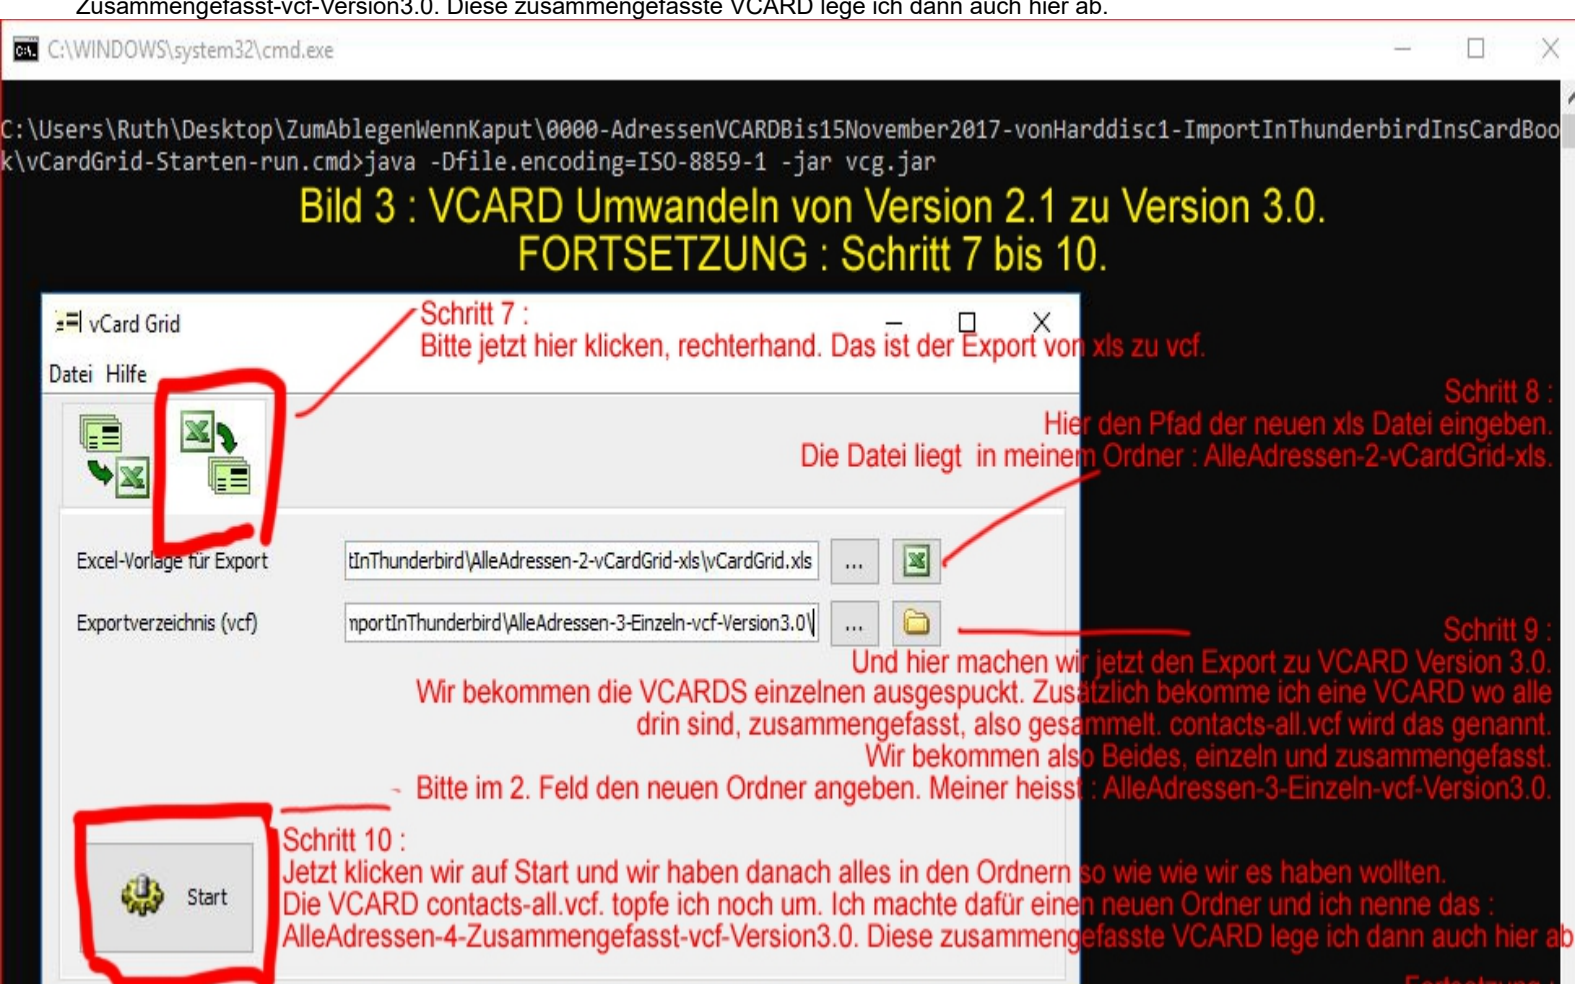 Zusammengefasst-vcf-Version3.0. Diese zusammengefasste VCARD lege ich dann auch hier ab.
C:\WINDOWS\system32\cmd.exe
C:\Users\Ruth\Desktop\ZumAblegenWennKaput\0000-AdressenVCARDBis15November2017-vonHarddisc1-ImportInThunderbirdInsCardBoo
k\vCardGrid-Starten-run.cmd>java -Dfile.encoding=ISO-8859-1 -jar vcg.jar
Bild 3 : VCARD Umwandeln von Version 2.1 zu Version 3.0.
FORTSETZUNG : Schritt 7 bis 10.
vCard Grid
Schritt 7 :
Bitte jetzt hier klicken, rechterhand. Das ist der Export von xls zu vcf.
Datei Hilfe
Schritt 8 :
Hier den Pfad der neuen xls Datei eingeben.
Die Datei liegt in meinem Ordner : AlleAdressen-2-vCardGrid-xls.
Excel-Vorlage für Export
tInThunderbird\AlleAdressen-2-vCardGrid-xls\vCardGrid.xls
...
Exportverzeichnis (vcf)
nportInThunderbird\AlleAdressen-3-Einzeln-vcf-Version3.0\
...
Schritt 9 :
Und hier machen wir jetzt den Export zu VCARD Version 3.0.
Wir bekommen die VCARDS einzelnen ausgespuckt. Zusätzlich bekomme ich eine VCARD wo alle
drin sind, zusammengefasst, also gesammelt. contacts-all.vcf wird das genannt.
Wir bekommen also Beides, einzeln und zusammengefasst.
Bitte im 2. Feld den neuen Ordner angeben. Meiner heisst : AlleAdressen-3-Einzeln-vcf-Version3.0.
Schritt 10 :
Jetzt klicken wir auf Start und wir haben danach alles in den Ordnern so wie wie wir es haben wollten.
Start
Die VCARD contacts-all.vcf. topfe ich noch um. Ich machte dafür einen neuen Ordner und ich nenne das :
AlleAdressen-4-Zusammengefasst-vcf-Version3.0. Diese zusammengefasste VCARD lege ich dann auch hier ab
Fortsetzung :